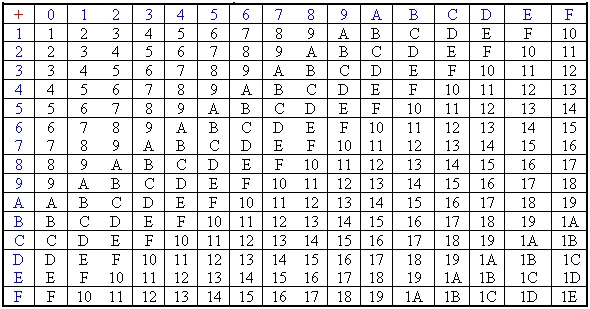 + 0 1 2 3 4 5 6 7 8 9 A B C D E F
1 1 2 3 4 5 6 7 8 9 A B C D E F 10
2 2 3 4 5 6 7 8 9 A B C D E F 10 11
3 3 4 5 6 7 8 9 A B C D E F 10 11 12
4 4 5 6 7 8 9 A B C D E F 10 11 12 13
5 5 6 7 8 9 A B C D E F 10 11 12 13 14
6 6 7 8 9 A B C D E F 10 11 12 13 14 15
7 7 8 9 A B C D E F 10 11 12 13 14 15 16
8 8 9 A B C D E F 10 11 12 13 14 15 16 17
9 9 A B C D E F 10 11 12 13 14 15 16 17 18
A A B C D E F 10 11 12 13 14 15 16 17 18 19
B B C D E F 10 11 12 13 14 15 16 17 18 19 1A
C C D E F 10 11 12 13 14 15 16 17 18 19 1A 1B
D D E F 10 11 12 13 14 15 16 17 18 19 1A 1B 1C
E E F 10 11 12 13 14 15 16 17 18 19 1A 1B 1C 1D
F F 10 11 12 13 14 15 16 17 18 19 1A 1B 1C 1D 1E